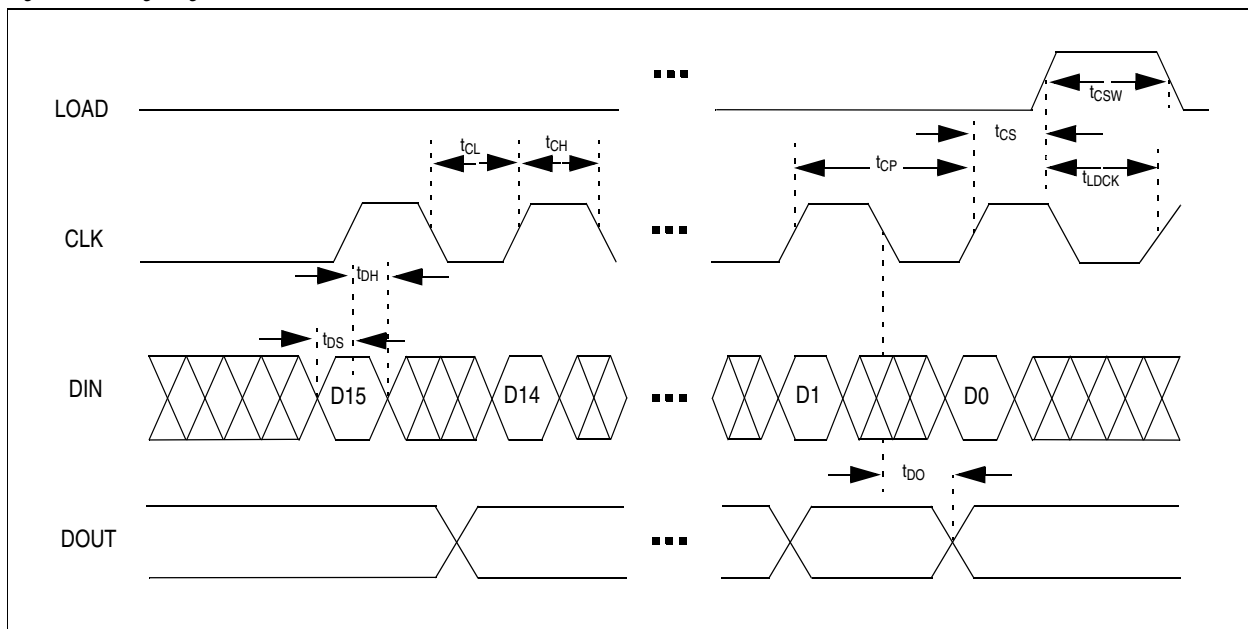 LOAD
tCSW
tCS
tCL
tCH
tCP
tLDCK
CLK
tDH
tDS
DIN
D15
D14
D1
D0
tDO
DOUT